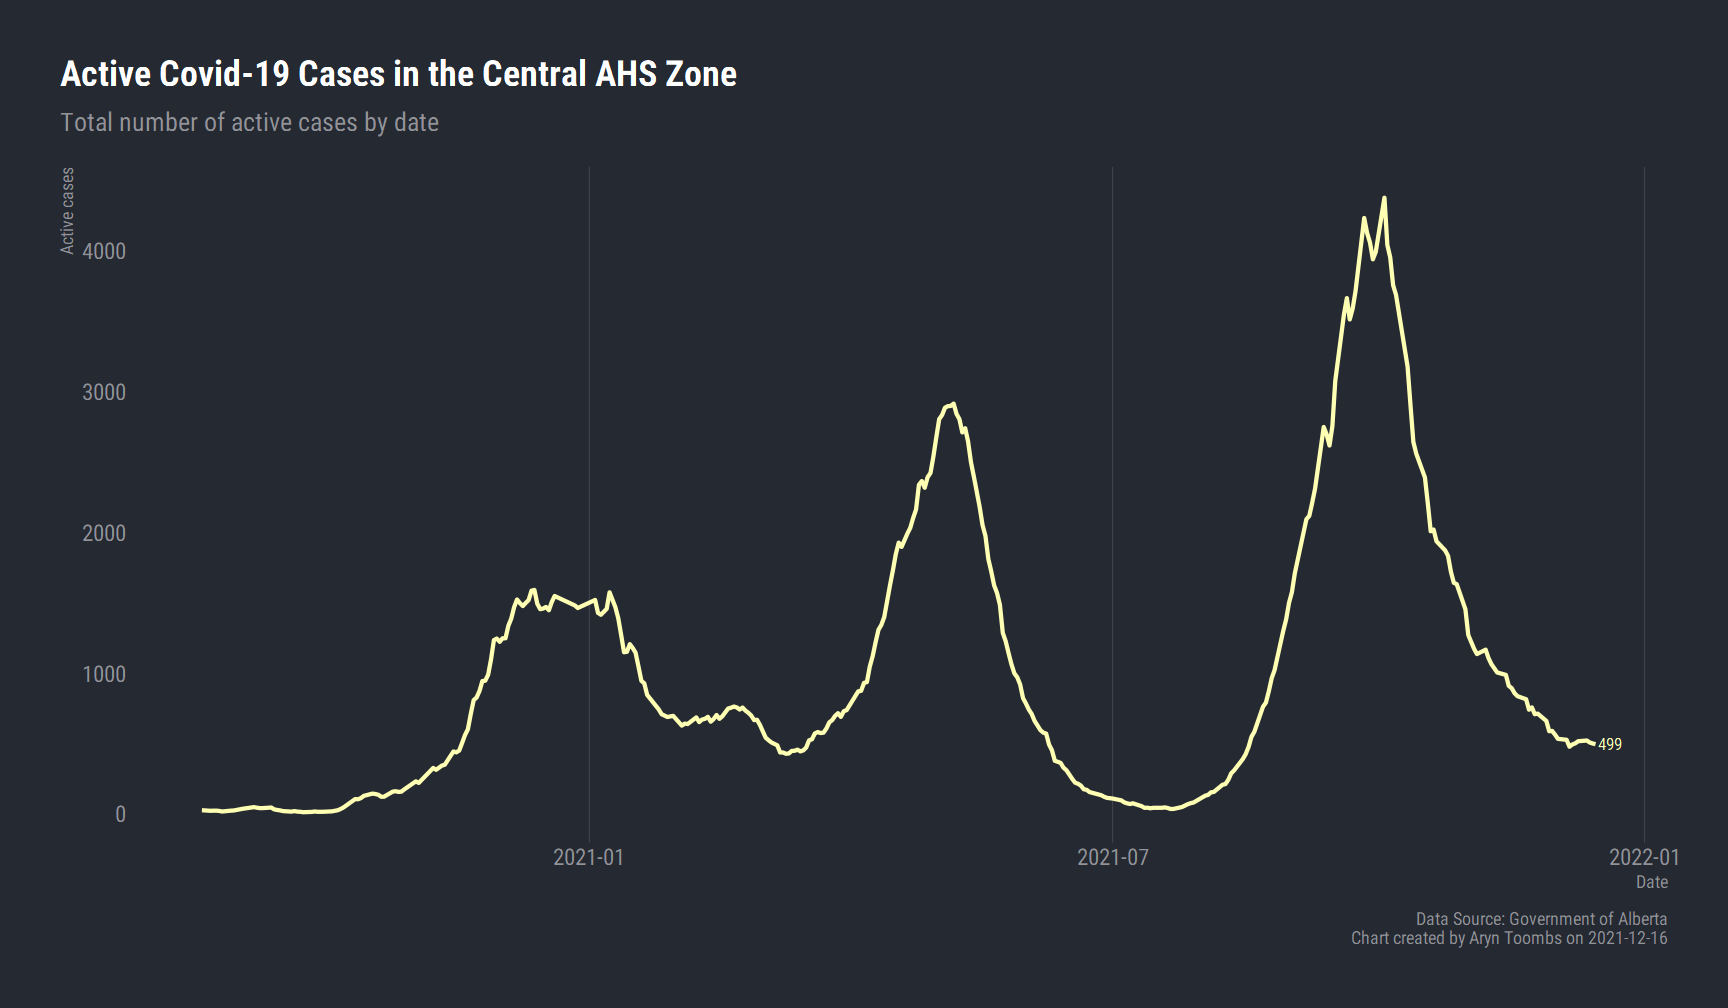 Active Covid-19 Cases in the Central AHS Zone
Total number of active cases by date
Active cases
4000
3000
2000
1000
0
499
2021-01
2021-07
2022-01
Date
Data Source: Government of Alberta
Chart created by Aryn Toombs on 2021-12-16